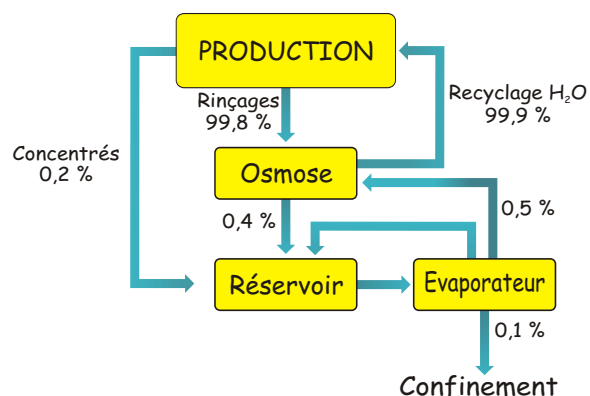 PRODUCTION
Rinçages
99,8 %
Recyclage H₂O
99,9 %
Concentrés
0,2 %
Osmose
0,4 %
0,5 %
Réservoir
Evaporateur
0,1 %
Confinement